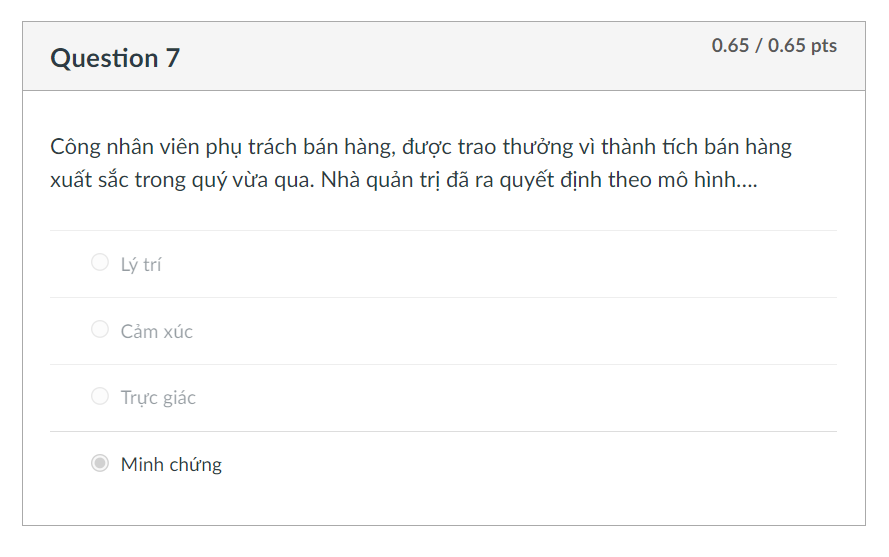 Question 7
0.65 / 0.65 pts
Công nhân viên phụ trách bán hàng, được trao thưởng vì thành tích bán hàng
xuất sắc trong quý vừa qua. Nhà quản trị đã ra quyết định theo mô hình....
Lý trí
Cảm xúc
Trực giác
Minh chứng